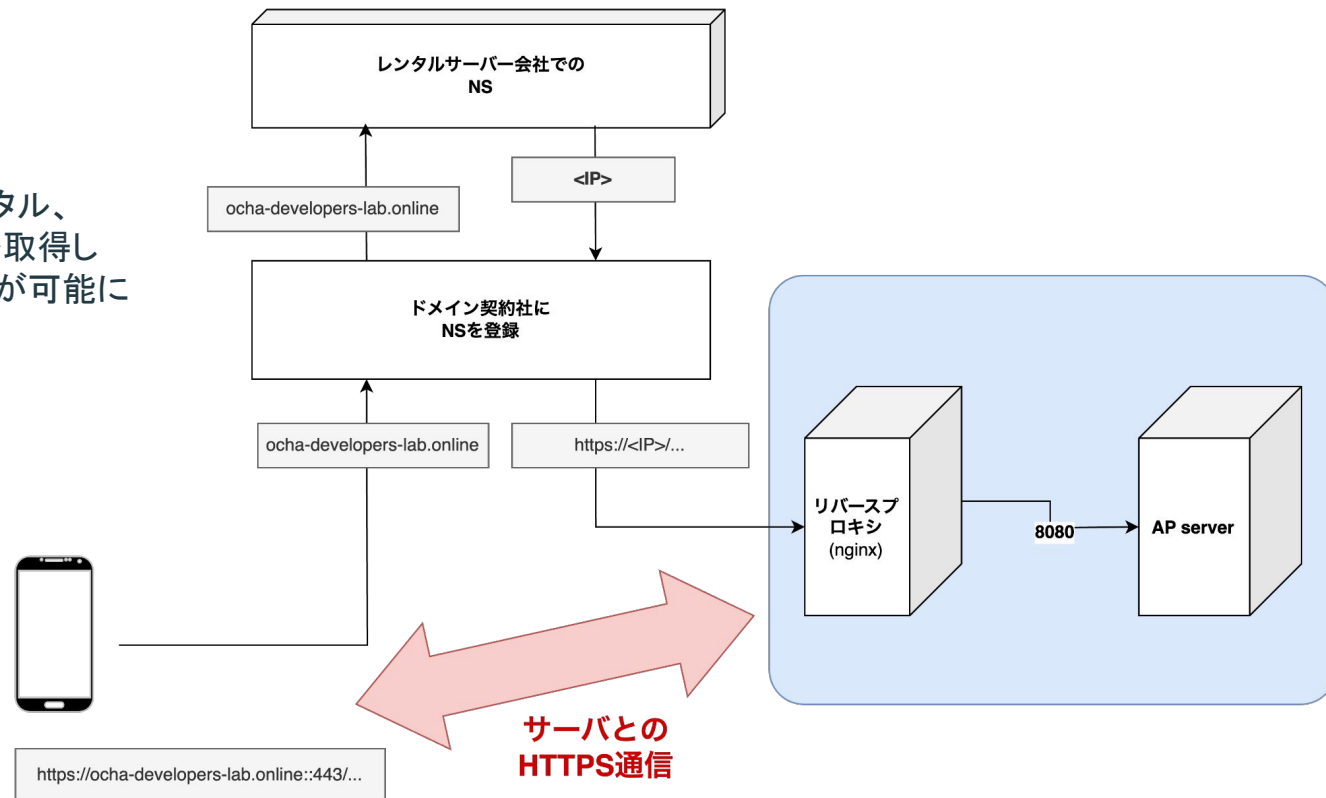 レンタルサーバー会社での
NS
<IP>
ocha-developers-lab.online
タル、
取得し
が可能に
ドメイン契約社に
NSを登録
ocha-developers-lab.online
https://<IP>/...
リバースプ
ロキシ
(nginx)
8080
AP server
サーバとの
HTTPS通信
https://ocha-developers-lab.online::443/...